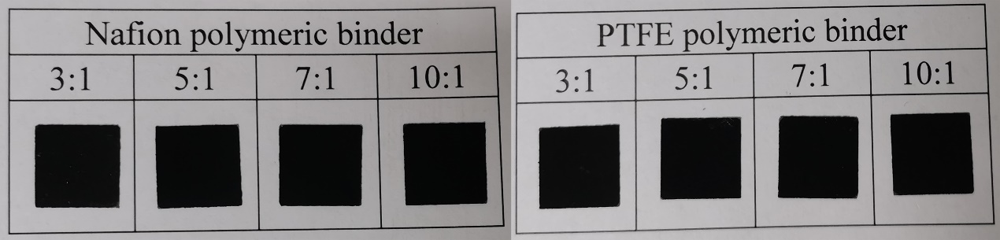 Nafion polymeric binder
3:1 5:1 7:1 10:1
PTFE polymeric binder
3:1 5:1 7:1 10:1